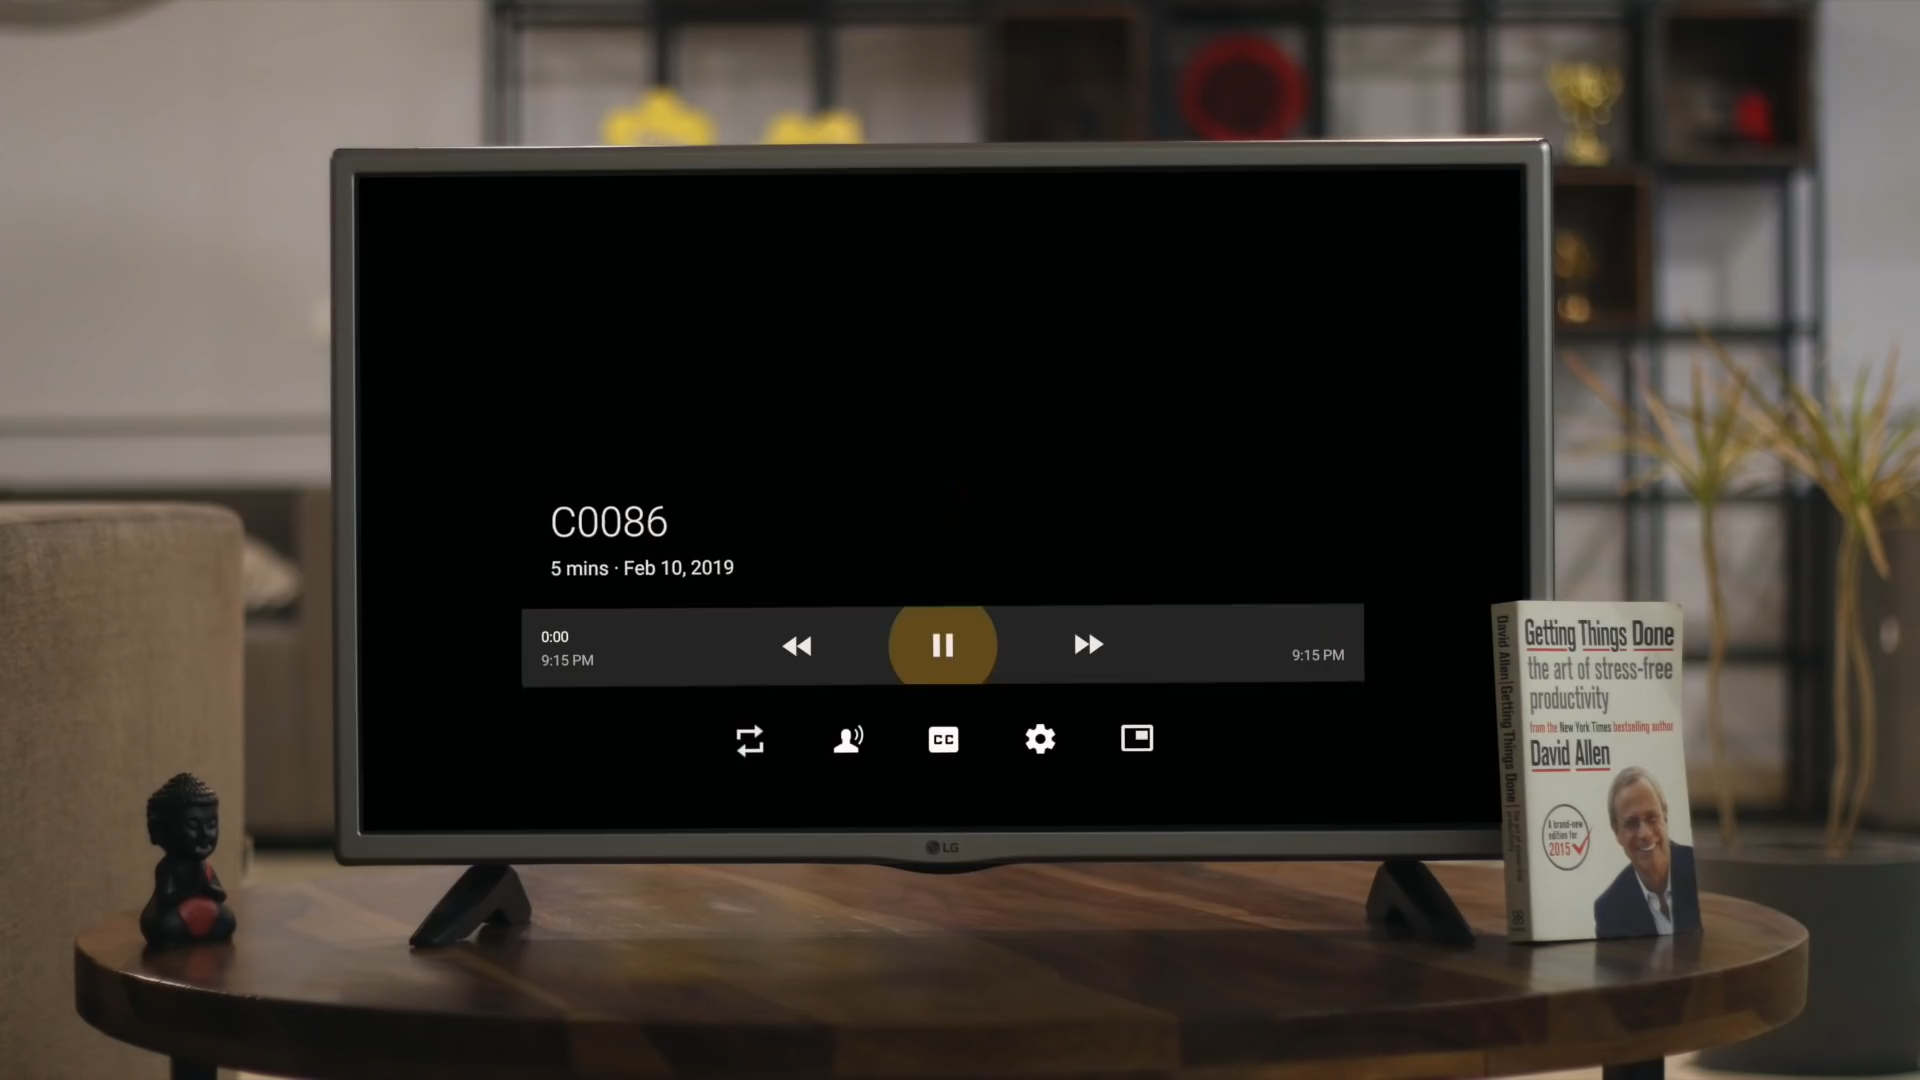 C0086
5 mins · Feb 10, 2019
0:00
9:15 PM
9:15 PM
CC
LG
David Allen | Getting Things Done
Getting Things Done
the art of stress-free
productivity
from the New York Times bestselling author
David Allen
A brand-new
edition for
2015